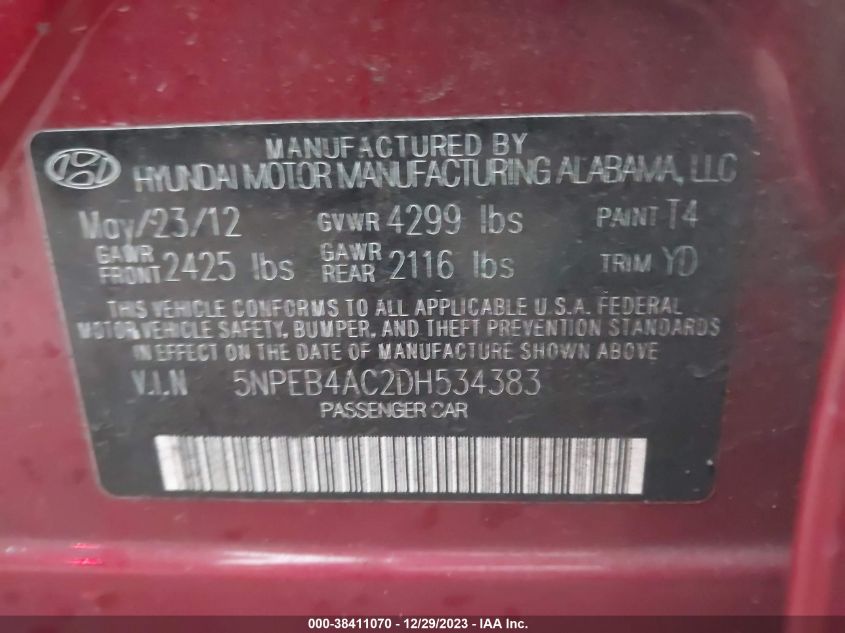 MANUFACTURED BY
HYUNDAI MOTOR MANUFACTURING ALABAMA, LLC
May/23/12 GVWR 4299 lbs PAINT T4
GAWR FRONT 2425 lbs GAWR REAR 2116 lbs TRIM YD
THIS VEHICLE CONFORMS TO ALL APPLICABLE U.S.A. FEDERAL
MOTOR VEHICLE SAFETY, BUMPER, AND THEFT PREVENTION STANDARDS
IN EFFECT ON THE DATE OF MANUFACTURE SHOWN ABOVE
V.I.N 5NPEB4AC2DH534383
PASSENGER CAR
000-38411070 - 12/29/2023 - IAA Inc.